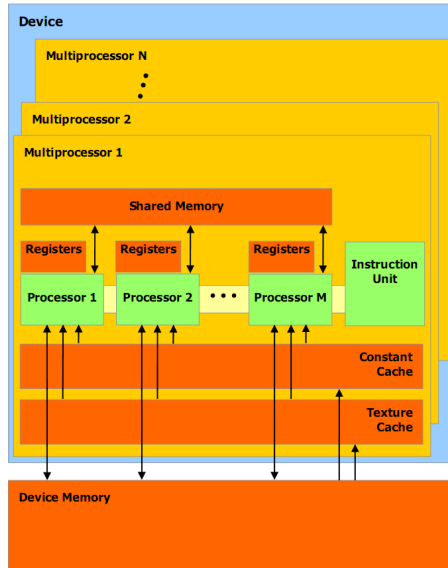 Device
Multiprocessor N
Multiprocessor 2
Multiprocessor 1
Shared Memory
Registers
Registers
Registers
Instruction
Unit
Processor 1
Processor 2
Processor M
Constant
Cache
Texture
Cache
Device Memory